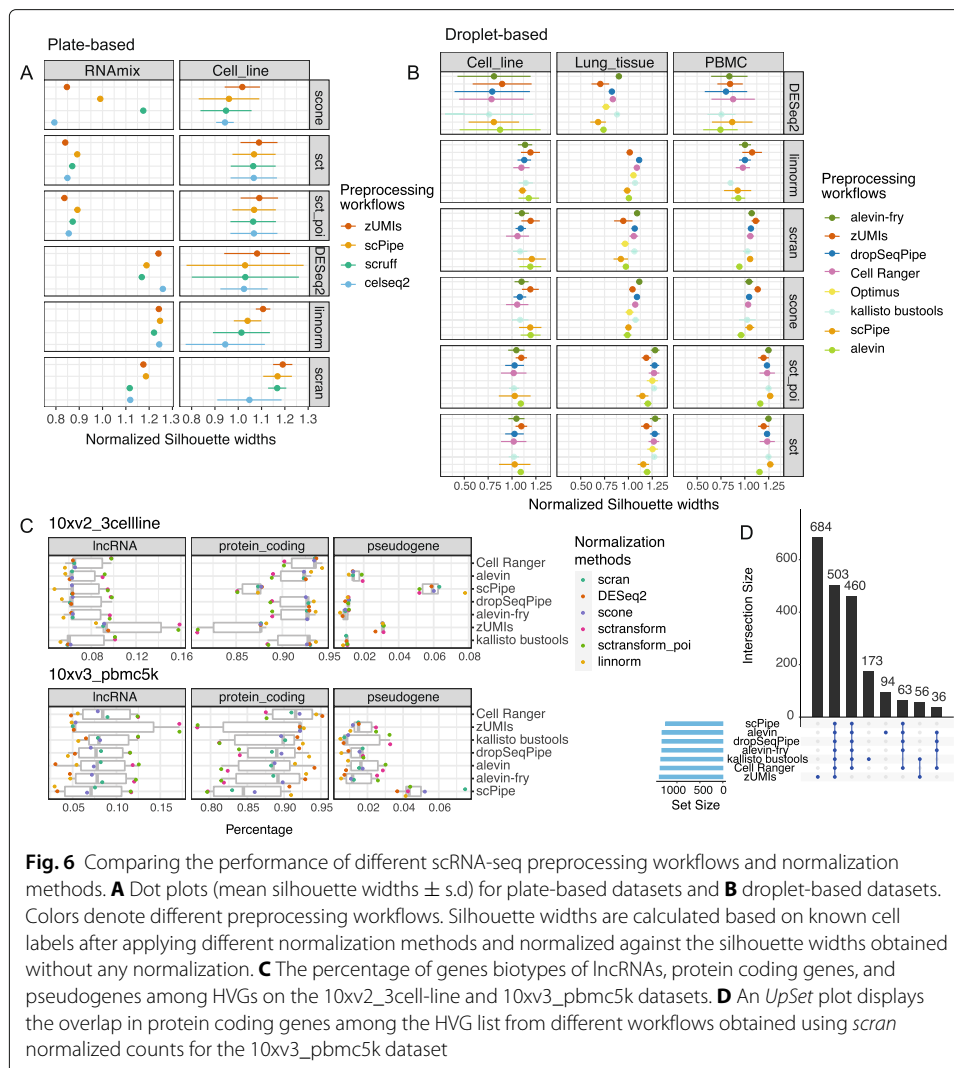 Plate-based
A
RNAmix
Cell_line
scone
sct
sct_poi
DESeq2
linnorm
scran
0.8 0.9 1.0 1.1 1.2 1.3 0.8 0.9 1.0 1.1 1.2 1.3
Normalized Silhouette widths
Preprocessing
workflows
zUMIs
scPipe
scruff
celseq2
Droplet-based
B
Cell_line
Lung_tissue
PBMC
DESeq2
linnorm
scran
scone
sct_poi
sct
0.50 0.75 1.00 1.25 0.50 0.75 1.00 1.25 0.50 0.75 1.00 1.25
Normalized Silhouette widths
Preprocessing
workflows
alevin-fry
zUMIs
dropSeqPipe
Cell Ranger
Optimus
kallisto bustools
scPipe
alevin
C
10xv2_3cellline
lncRNA
protein_coding
pseudogene
Cell Ranger
alevin
scPipe
dropSeqPipe
alevin-fry
zUMIs
kallisto bustools
0.08 0.12 0.16 0.85 0.90 0.95 0.02 0.04 0.06 0.08
10xv3_pbmc5k
lncRNA
protein_coding
pseudogene
Cell Ranger
zUMIs
kallisto bustools
dropSeqPipe
alevin
alevin-fry
scPipe
0.05 0.10 0.15 0.80 0.85 0.90 0.95 0.02 0.04 0.06
Percentage
Normalization
methods
scran
DESeq2
scone
sctransform
sctransform_poi
linnorm
D
Intersection Size
600
400
200
0
684
503
460
173
94
63
56
36
scPipe
alevin
dropSeqPipe
alevin-fry
kallisto bustools
Cell Ranger
zUMIs
1000 500 0
Set Size
Fig. 6 Comparing the performance of different scRNA-seq preprocessing workflows and normalization
methods. A Dot plots (mean silhouette widths ± s.d) for plate-based datasets and B droplet-based datasets.
Colors denote different preprocessing workflows. Silhouette widths are calculated based on known cell
labels after applying different normalization methods and normalized against the silhouette widths obtained
without any normalization. C The percentage of genes biotypes of lncRNAs, protein coding genes, and
pseudogenes among HVGs on the 10xv2_3cell-line and 10xv3_pbmc5k datasets. D An UpSet plot displays
the overlap in protein coding genes among the HVG list from different workflows obtained using scran
normalized counts for the 10xv3_pbmc5k dataset